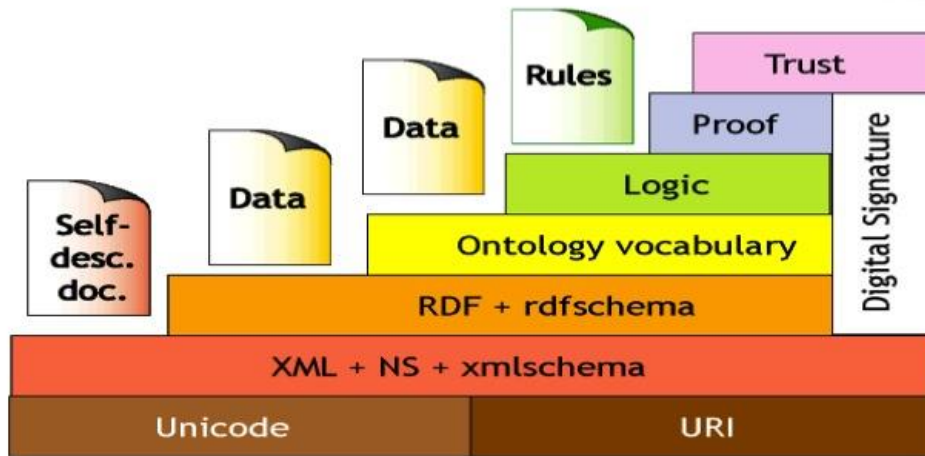 Rules
Trust
Data
Proof
Data
Logic
Self-
desc.
doc.
Ontology vocabulary
Digital Signature
RDF + rdfschema
XML + NS + xmlschema
Unicode
URI